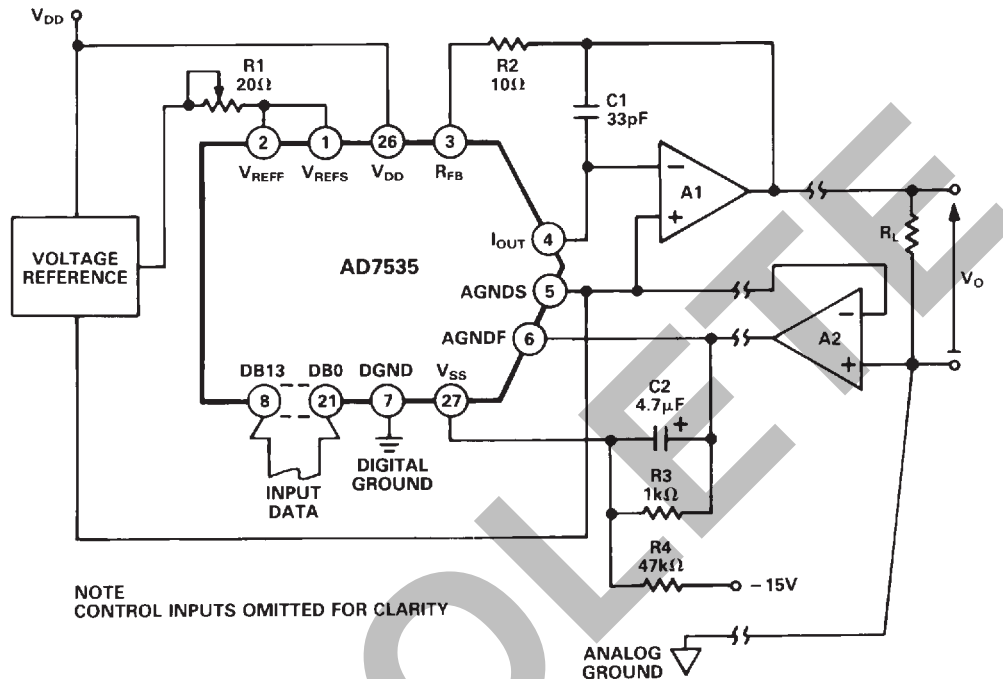 VDD
R1
20Ω
R2
10Ω
C1
33pF
2
1
26
3
VREFF
VREFS
VDD
RFB
A1
VOLTAGE
REFERENCE
AD7535
IOUT
4
AGNDS
5
AGNDF
6
RL
VO
A2
DB13
DB0
DGND
VSS
8
21
7
27
C2
4.7μF
INPUT
DATA
DIGITAL
GROUND
R3
1kΩ
R4
47kΩ
–15V
NOTE
CONTROL INPUTS OMITTED FOR CLARITY
ANALOG
GROUND
OLETE